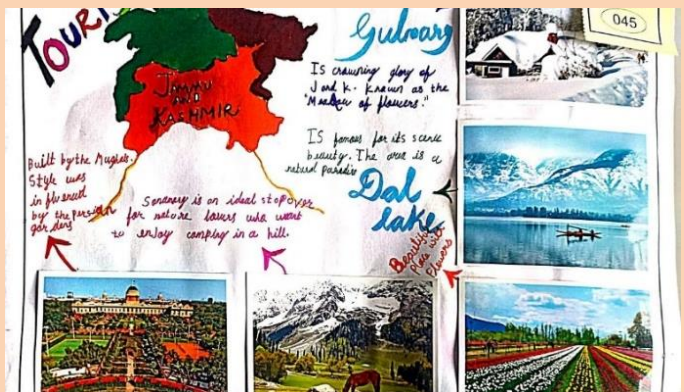 TOURI
045
Gulmarg
Is crowning glory of
J and K. Known as the
"Meadow of flowers."
JAMMU
AND
KASHMIR
IS famous for its scenic
beauty. The area is a
natural paradise
Dal
lake
Built by the Mughals.
Style was
influenced
by the persian
gardens
Sonamarg is an ideal stopover
for nature lovers who want
to enjoy camping in a hill.
Beautiful
Place with
Flowers